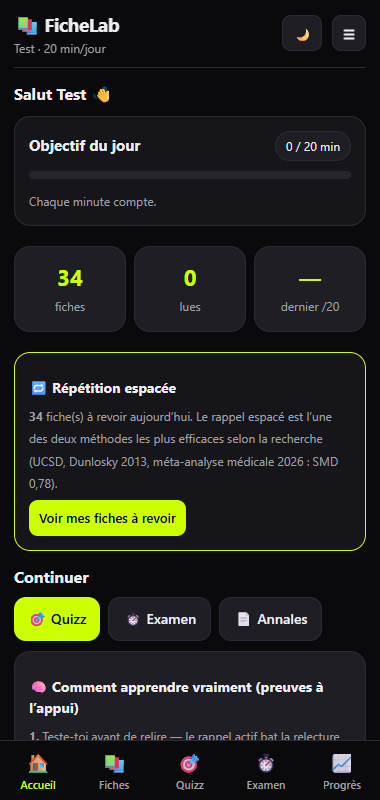 FicheLab
Test · 20 min/jour
Salut Test
Objectif du jour
0 / 20 min
Chaque minute compte.
34
0
—
fiches
lues
dernier /20
Répétition espacée
34 fiche(s) à revoir aujourd’hui. Le rappel espacé est l’une
des deux méthodes les plus efficaces selon la recherche
(UCSD, Dunlosky 2013, méta-analyse médicale 2026 : SMD
0,78).
Voir mes fiches à revoir
Continuer
Quizz
Examen
Annales
Comment apprendre vraiment (preuves à
l’appui)
1. Teste-toi avant de relire — le rappel actif bat la relecture
Accueil
Fiches
Quizz
Examen
Progrès